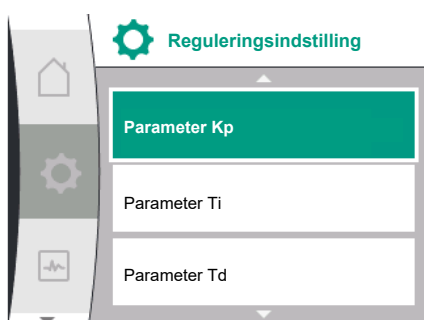 Reguleringsindstilling
Parameter Kp
Parameter Ti
Parameter Td